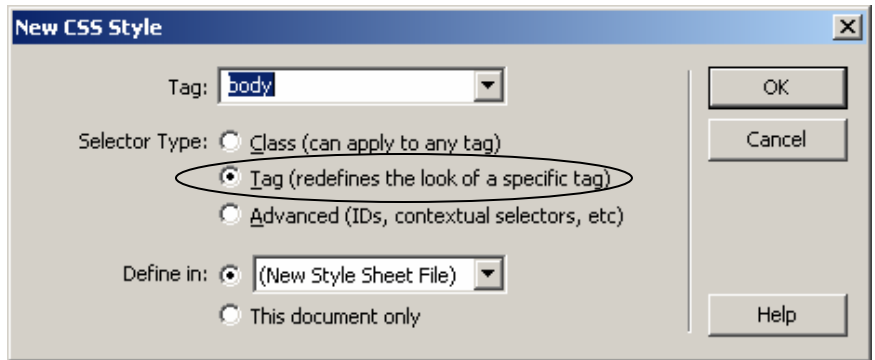 New CSS Style
Tag: body
OK
Selector Type: Class (can apply to any tag)
Cancel
Tag (redefines the look of a specific tag)
Advanced (IDs, contextual selectors, etc)
Define in: (New Style Sheet File)
This document only
Help